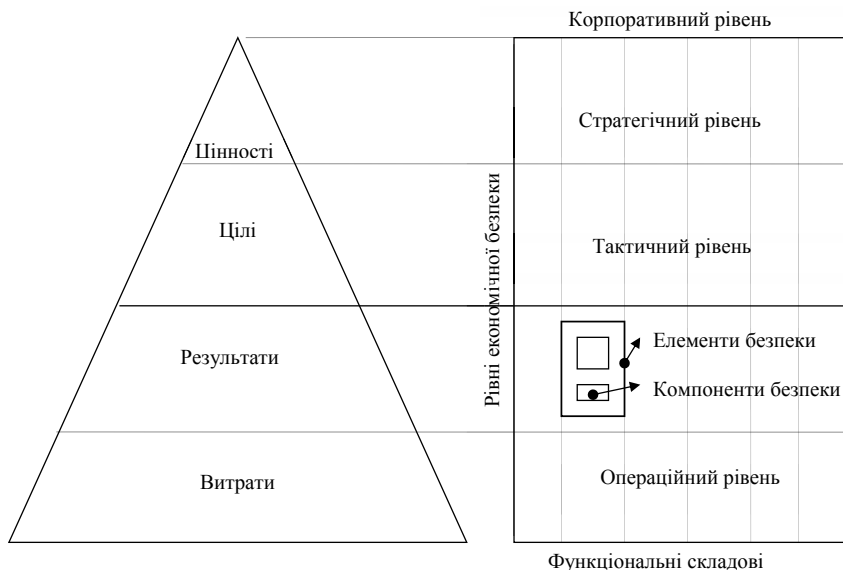 Корпоративний рівень
Стратегічний рівень
Цінності
Цілі
Тактичний рівень
Рівні економічної безпеки
Результати
Елементи безпеки
Компоненти безпеки
Витрати
Операційний рівень
Функціональні складові